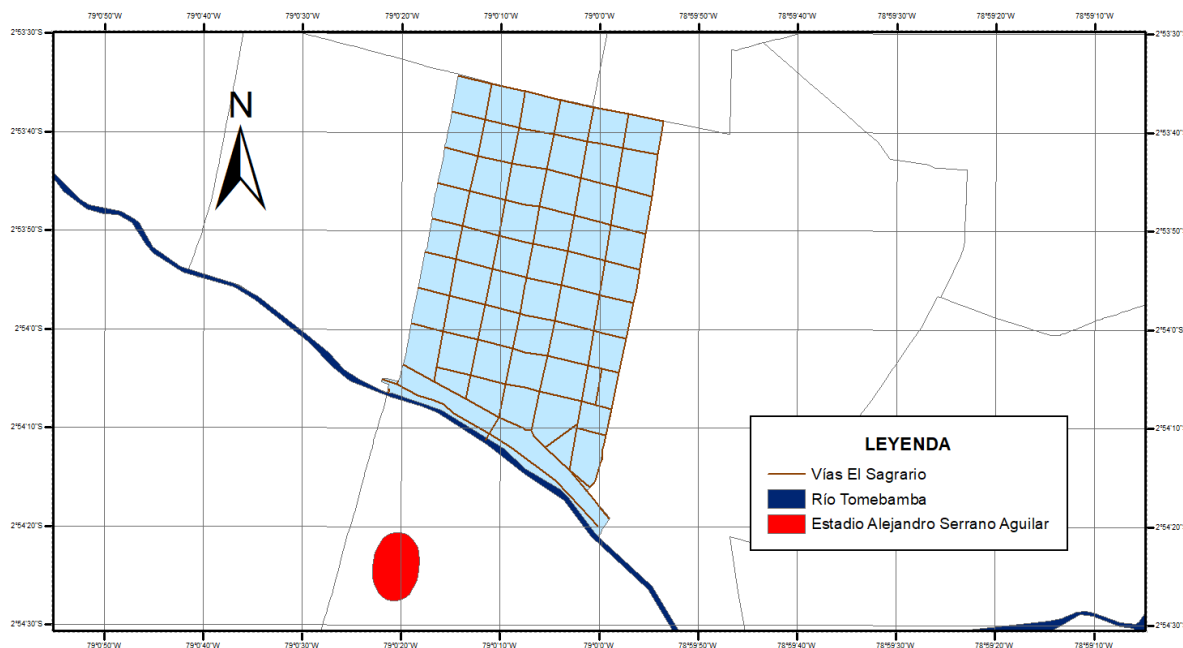 79°0'50"W 79°0'40"W 79°0'30"W 79°0'20"W 79°0'10"W 79°0'0"W 78°59'50"W 78°59'40"W 78°59'30"W 78°59'20"W 78°59'10"W
2°53'30"S 2°53'30"S
N
2°53'40"S 2°53'40"S
2°53'50"S 2°53'50"S
2°54'0"S 2°54'0"S
2°54'10"S 2°54'10"S
LEYENDA
Vías El Sagrario
Río Tomebamba
Estadio Alejandro Serrano Aguilar
2°54'20"S 2°54'20"S
2°54'30"S 2°54'30"S
79°0'50"W 79°0'40"W 79°0'30"W 79°0'20"W 79°0'10"W 79°0'0"W 78°59'50"W 78°59'40"W 78°59'30"W 78°59'20"W 78°59'10"W